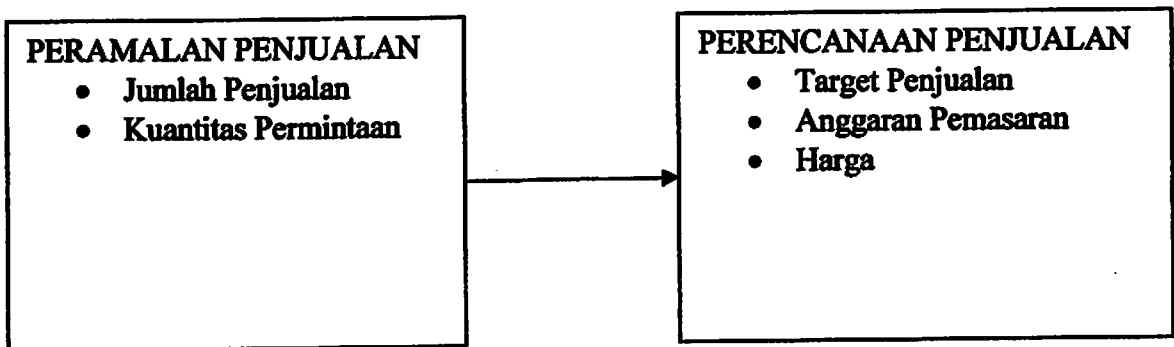 PERAMALAN PENJUALAN
• Jumlah Penjualan
• Kuantitas Permintaan
PERENCANAAN PENJUALAN
• Target Penjualan
• Anggaran Pemasaran
• Harga